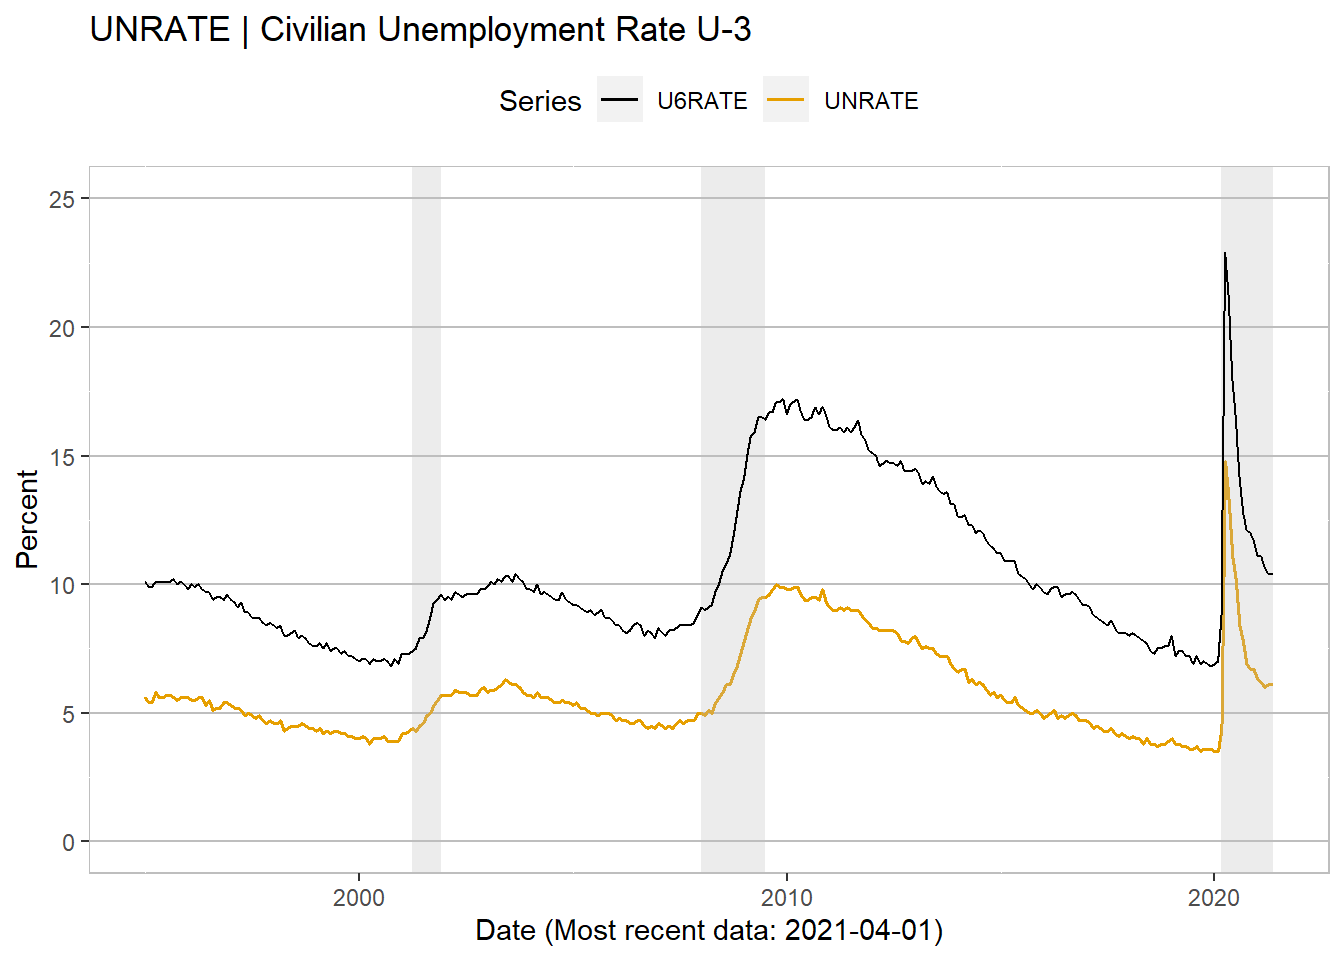 UNRATE | Civilian Unemployment Rate U-3
Series U6RATE UNRATE
Percent
25
20
15
10
5
0
2000 2010 2020
Date (Most recent data: 2021-04-01)